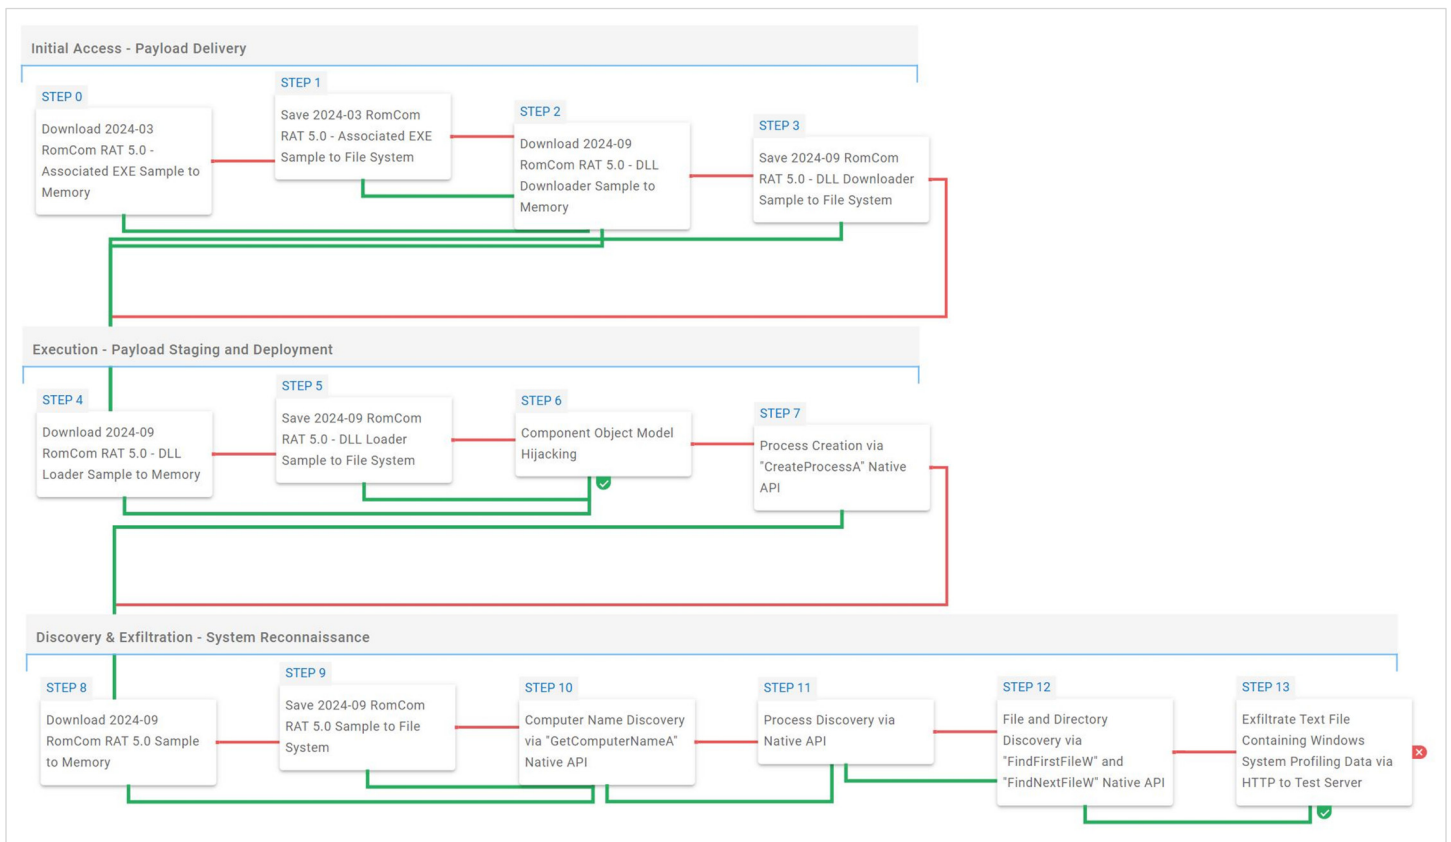 Initial Access - Payload Delivery
STEP 0
Download 2024-03
RomCom RAT 5.0 -
Associated EXE Sample to
Memory
STEP 1
Save 2024-03 RomCom
RAT 5.0 - Associated EXE
Sample to File System
STEP 2
Download 2024-09
RomCom RAT 5.0 - DLL
Downloader Sample to
Memory
STEP 3
Save 2024-09 RomCom
RAT 5.0 - DLL Downloader
Sample to File System
Execution - Payload Staging and Deployment
STEP 4
Download 2024-09
RomCom RAT 5.0 - DLL
Loader Sample to Memory
STEP 5
Save 2024-09 RomCom
RAT 5.0 - DLL Loader
Sample to File System
STEP 6
Component Object Model
Hijacking
STEP 7
Process Creation via
"CreateProcessA" Native
API
Discovery & Exfiltration - System Reconnaissance
STEP 8
Download 2024-09
RomCom RAT 5.0 Sample
to Memory
STEP 9
Save 2024-09 RomCom
RAT 5.0 Sample to File
System
STEP 10
Computer Name Discovery
via "GetComputerNameA"
Native API
STEP 11
Process Discovery via
Native API
STEP 12
File and Directory
Discovery via
"FindFirstFileW" and
"FindNextFileW" Native API
STEP 13
Exfiltrate Text File
Containing Windows
System Profiling Data via
HTTP to Test Server